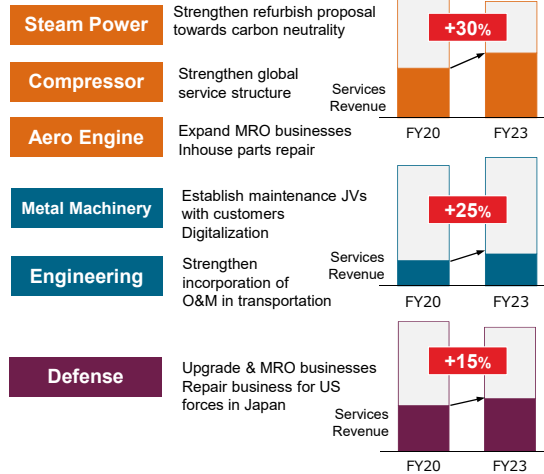 Steam Power
Strengthen refurbish proposal
towards carbon neutrality
Compressor
Strengthen global
service structure
Aero Engine
Expand MRO businesses
Inhouse parts repair
+30%
Services
Revenue
FY20
FY23
Metal Machinery
Establish maintenance JVs
with customers
Digitalization
Engineering
Strengthen
incorporation of
O&M in transportation
+25%
Services
Revenue
FY20
FY23
Defense
Upgrade & MRO businesses
Repair business for US
forces in Japan
+15%
Services
Revenue
FY20
FY23